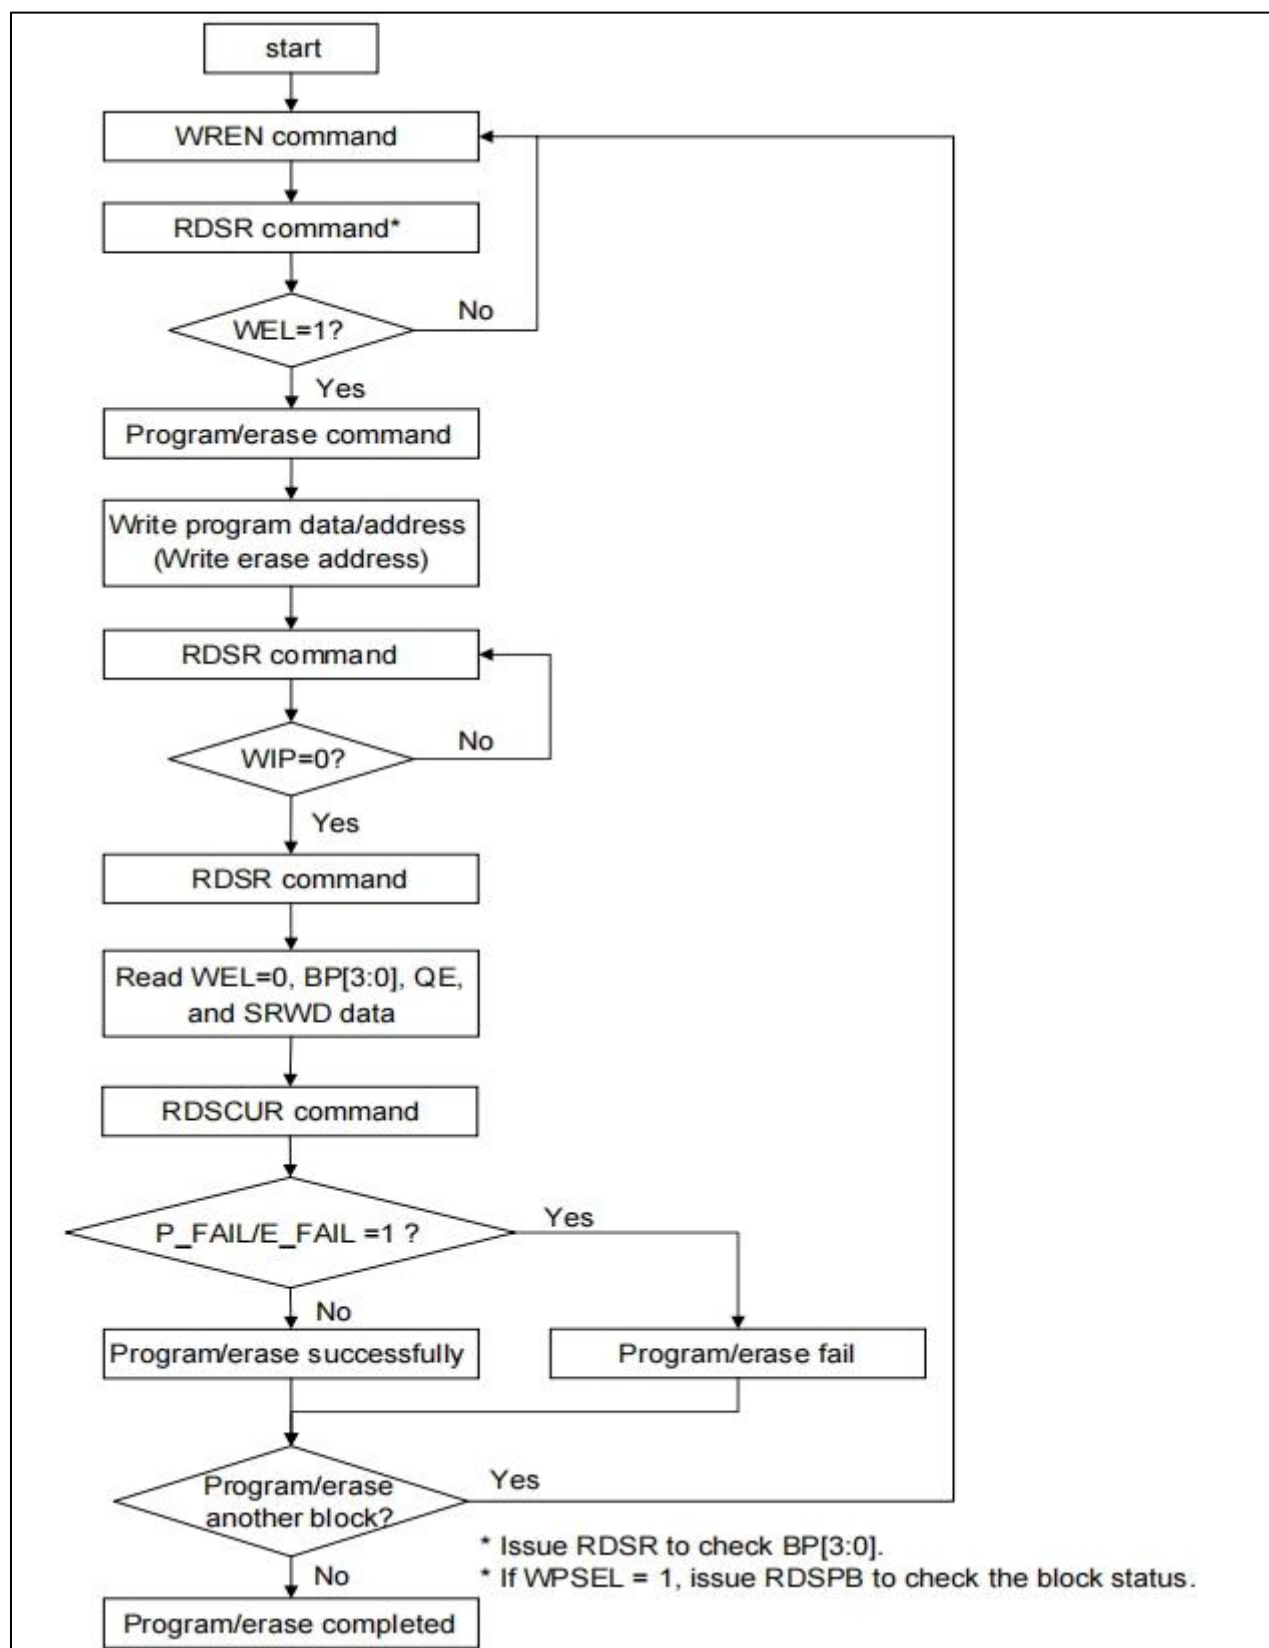 start
WREN command
RDSR command*
WEL=1?
No
Yes
Program/erase command
Write program data/address
(Write erase address)
RDSR command
WIP=0?
No
Yes
RDSR command
Read WEL=0, BP[3:0], QE,
and SRWD data
RDSCUR command
P_FAIL/E_FAIL =1 ?
Yes
No
Program/erase successfully
Program/erase fail
Program/erase
another block?
Yes
No
* Issue RDSR to check BP[3:0].
* If WPSEL = 1, issue RDSPB to check the block status.
Program/erase completed